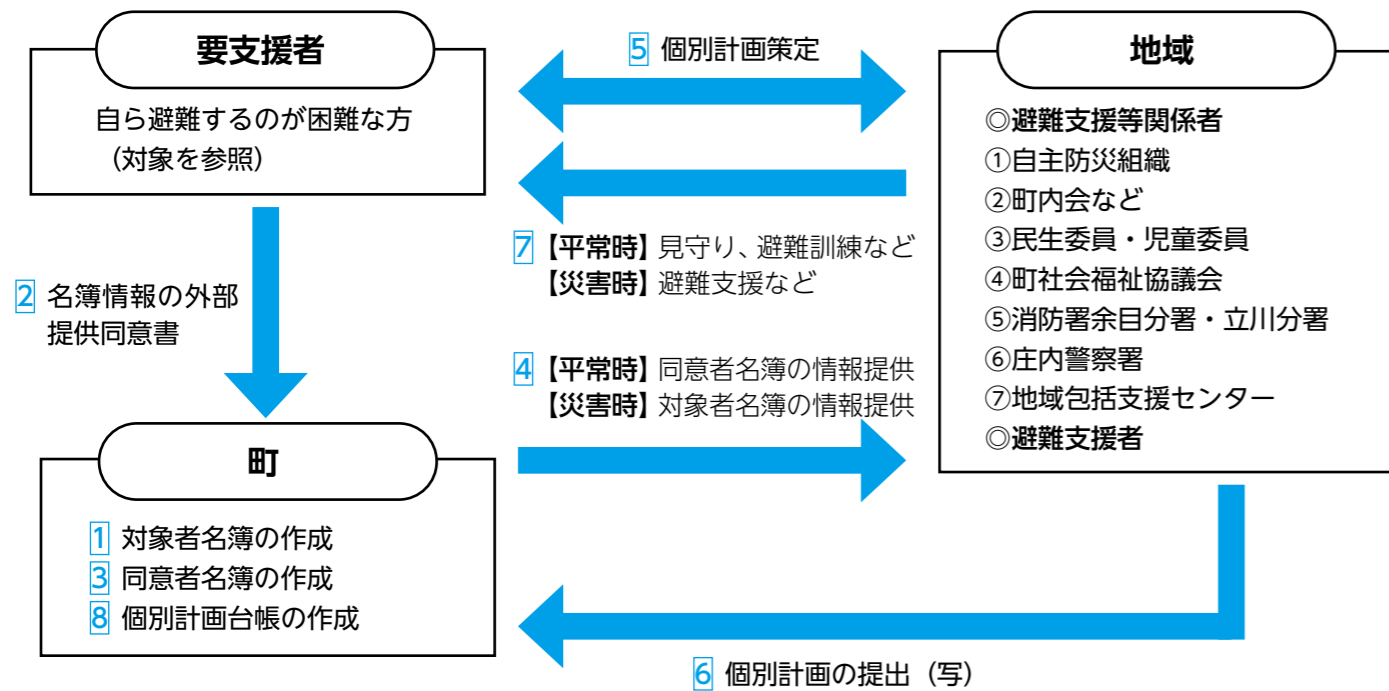 要支援者
自ら避難するのが困難な方
（対象を参照）
5 個別計画策定
地域
◎避難支援等関係者
①自主防災組織
②町内会など
③民生委員・児童委員
④町社会福祉協議会
⑤消防署余目分署・立川分署
⑥庄内警察署
⑦地域包括支援センター
◎避難支援者
7【平常時】見守り、避難訓練など
【災害時】避難支援など
2 名簿情報の外部
提供同意書
4【平常時】同意者名簿の情報提供
【災害時】対象者名簿の情報提供
町
1 対象者名簿の作成
3 同意者名簿の作成
8 個別計画台帳の作成
6 個別計画の提出（写）